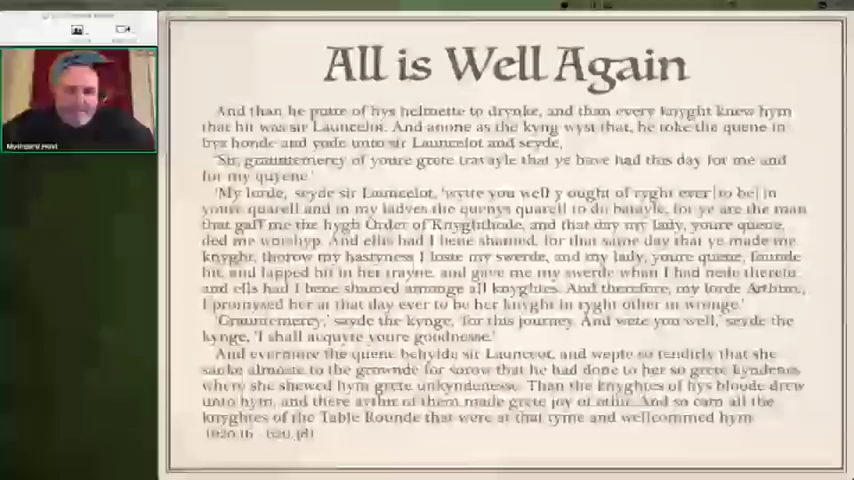 All is Well Again
And than he putte of hys helmette to drynke, and than every knyght knew hym
that hit was sir Launcelot. And anone as the kyng wyst that, he toke the quene in
hys honde and yode unto sir Launcelot and seyde,
'Sir, grauntemercy of youre grete travayle that ye have had this day for me and
for my quyene.'
'My lorde,' seyde sir Launcelot, 'wytte you well y ought of ryght ever [to be] in
youre quarell and in my ladyes the quenys quarell to do batayle, for ye are the man
that gaff me the hygh Order of Knyghthode, and that day my lady, youre quene,
ded me worshyp. And ellis had I bene shamed, for that same day that ye made me
knyght, thorow my hastynes I loste my swerde, and my lady, youre quene, founde
hit, and lapped hit in her trayne, and gave me my swerde whan I had nede thereto;
and ells had I bene shamed amonge all knyghtes. And therefore, my lorde Arthur,
I promysed her at that day ever to be her knyght in ryght other in wronge.'
'Grauntemercy,' seyde the kynge, 'for this journey. And wete you well,' seyde the
kynge, 'I shall acquyte youre goodnesse.'
And evermore the quene behylde sir Launcelot, and wepte so tendirly that she
sanke allmoste to the grownde for sorow that he had done to her so grete kyndenes
where she shewed hym grete unkyndenesse. Than the knyghtes of hys bloode drew
unto hym, and there aythir of them made grete joy of othir. And so cam all the
knyghtes of the Table Rounde that were at that tyme and wellcommed hym